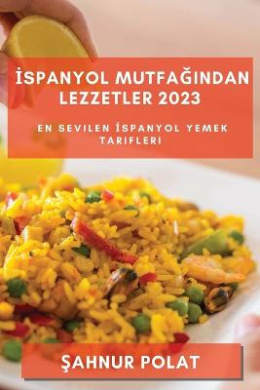 İSPANYOL MUTFAĞINDAN
LEZZETLER 2023
EN SEVILEN İSPANYOL YEMEK
TARIFLERI
ŞAHNUR POLAT